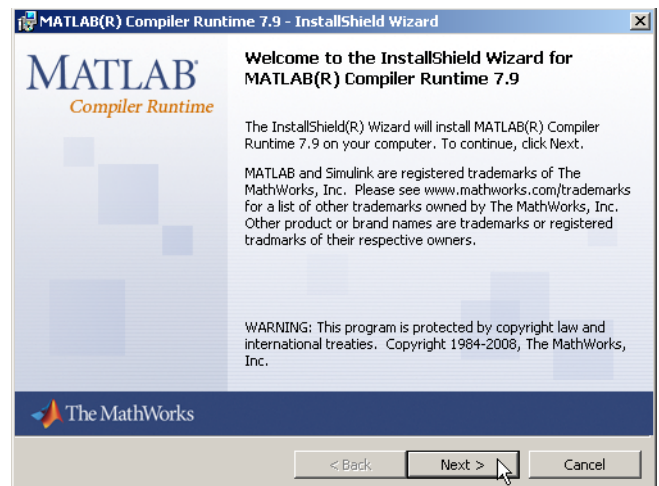 MATLAB(R) Compiler Runtime 7.9 - InstallShield Wizard
MATLAB®
Compiler Runtime
Welcome to the InstallShield Wizard for
MATLAB(R) Compiler Runtime 7.9
The InstallShield(R) Wizard will install MATLAB(R) Compiler
Runtime 7.9 on your computer. To continue, click Next.
MATLAB and Simulink are registered trademarks of The
MathWorks, Inc. Please see www.mathworks.com/trademarks
for a list of other trademarks owned by The MathWorks, Inc.
Other product or brand names are trademarks or registered
tradmarks of their respective owners.
WARNING: This program is protected by copyright law and
international treaties. Copyright 1984-2008, The MathWorks,
Inc.
The MathWorks
< Back
Next >
Cancel